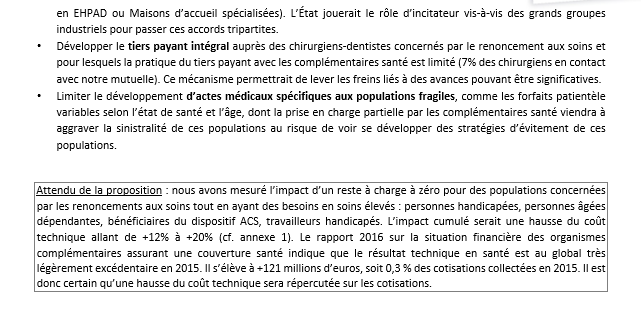 en EHPAD ou Maisons d'accueil spécialisées). L'État jouerait le rôle d'incitateur vis-à-vis des grands groupes
industriels pour passer ces accords tripartites.
• Développer le tiers payant intégral auprès des chirurgiens-dentistes concernés par le renoncement aux soins et
pour lesquels la pratique du tiers payant avec les complémentaires santé est limité (7% des chirurgiens en contact
avec notre mutuelle). Ce mécanisme permettrait de lever les freins liés à des avances pouvant être significatives.
• Limiter le développement d'actes médicaux spécifiques aux populations fragiles, comme les forfaits patientèle
variables selon l'état de santé et l'âge, dont la prise en charge partielle par les complémentaires santé viendra à
aggraver la sinistralité de ces populations au risque de voir se développer des stratégies d'évitement de ces
populations.
Attendu de la proposition : nous avons mesuré l'impact d'un reste à charge à zéro pour des populations concernées
par les renoncements aux soins tout en ayant des besoins en soins élevés : personnes handicapées, personnes âgées
dépendantes, bénéficiaires du dispositif ACS, travailleurs handicapés. L'impact cumulé serait une hausse du coût
technique allant de +12% à +20% (cf. annexe 1). Le rapport 2016 sur la situation financière des organismes
complémentaires assurant une couverture santé indique que le résultat technique en santé est au global très
légèrement excédentaire en 2015. Il s'élève à +121 millions d'euros, soit 0,3 % des cotisations collectées en 2015. Il est
donc certain qu'une hausse du coût technique sera répercutée sur les cotisations.